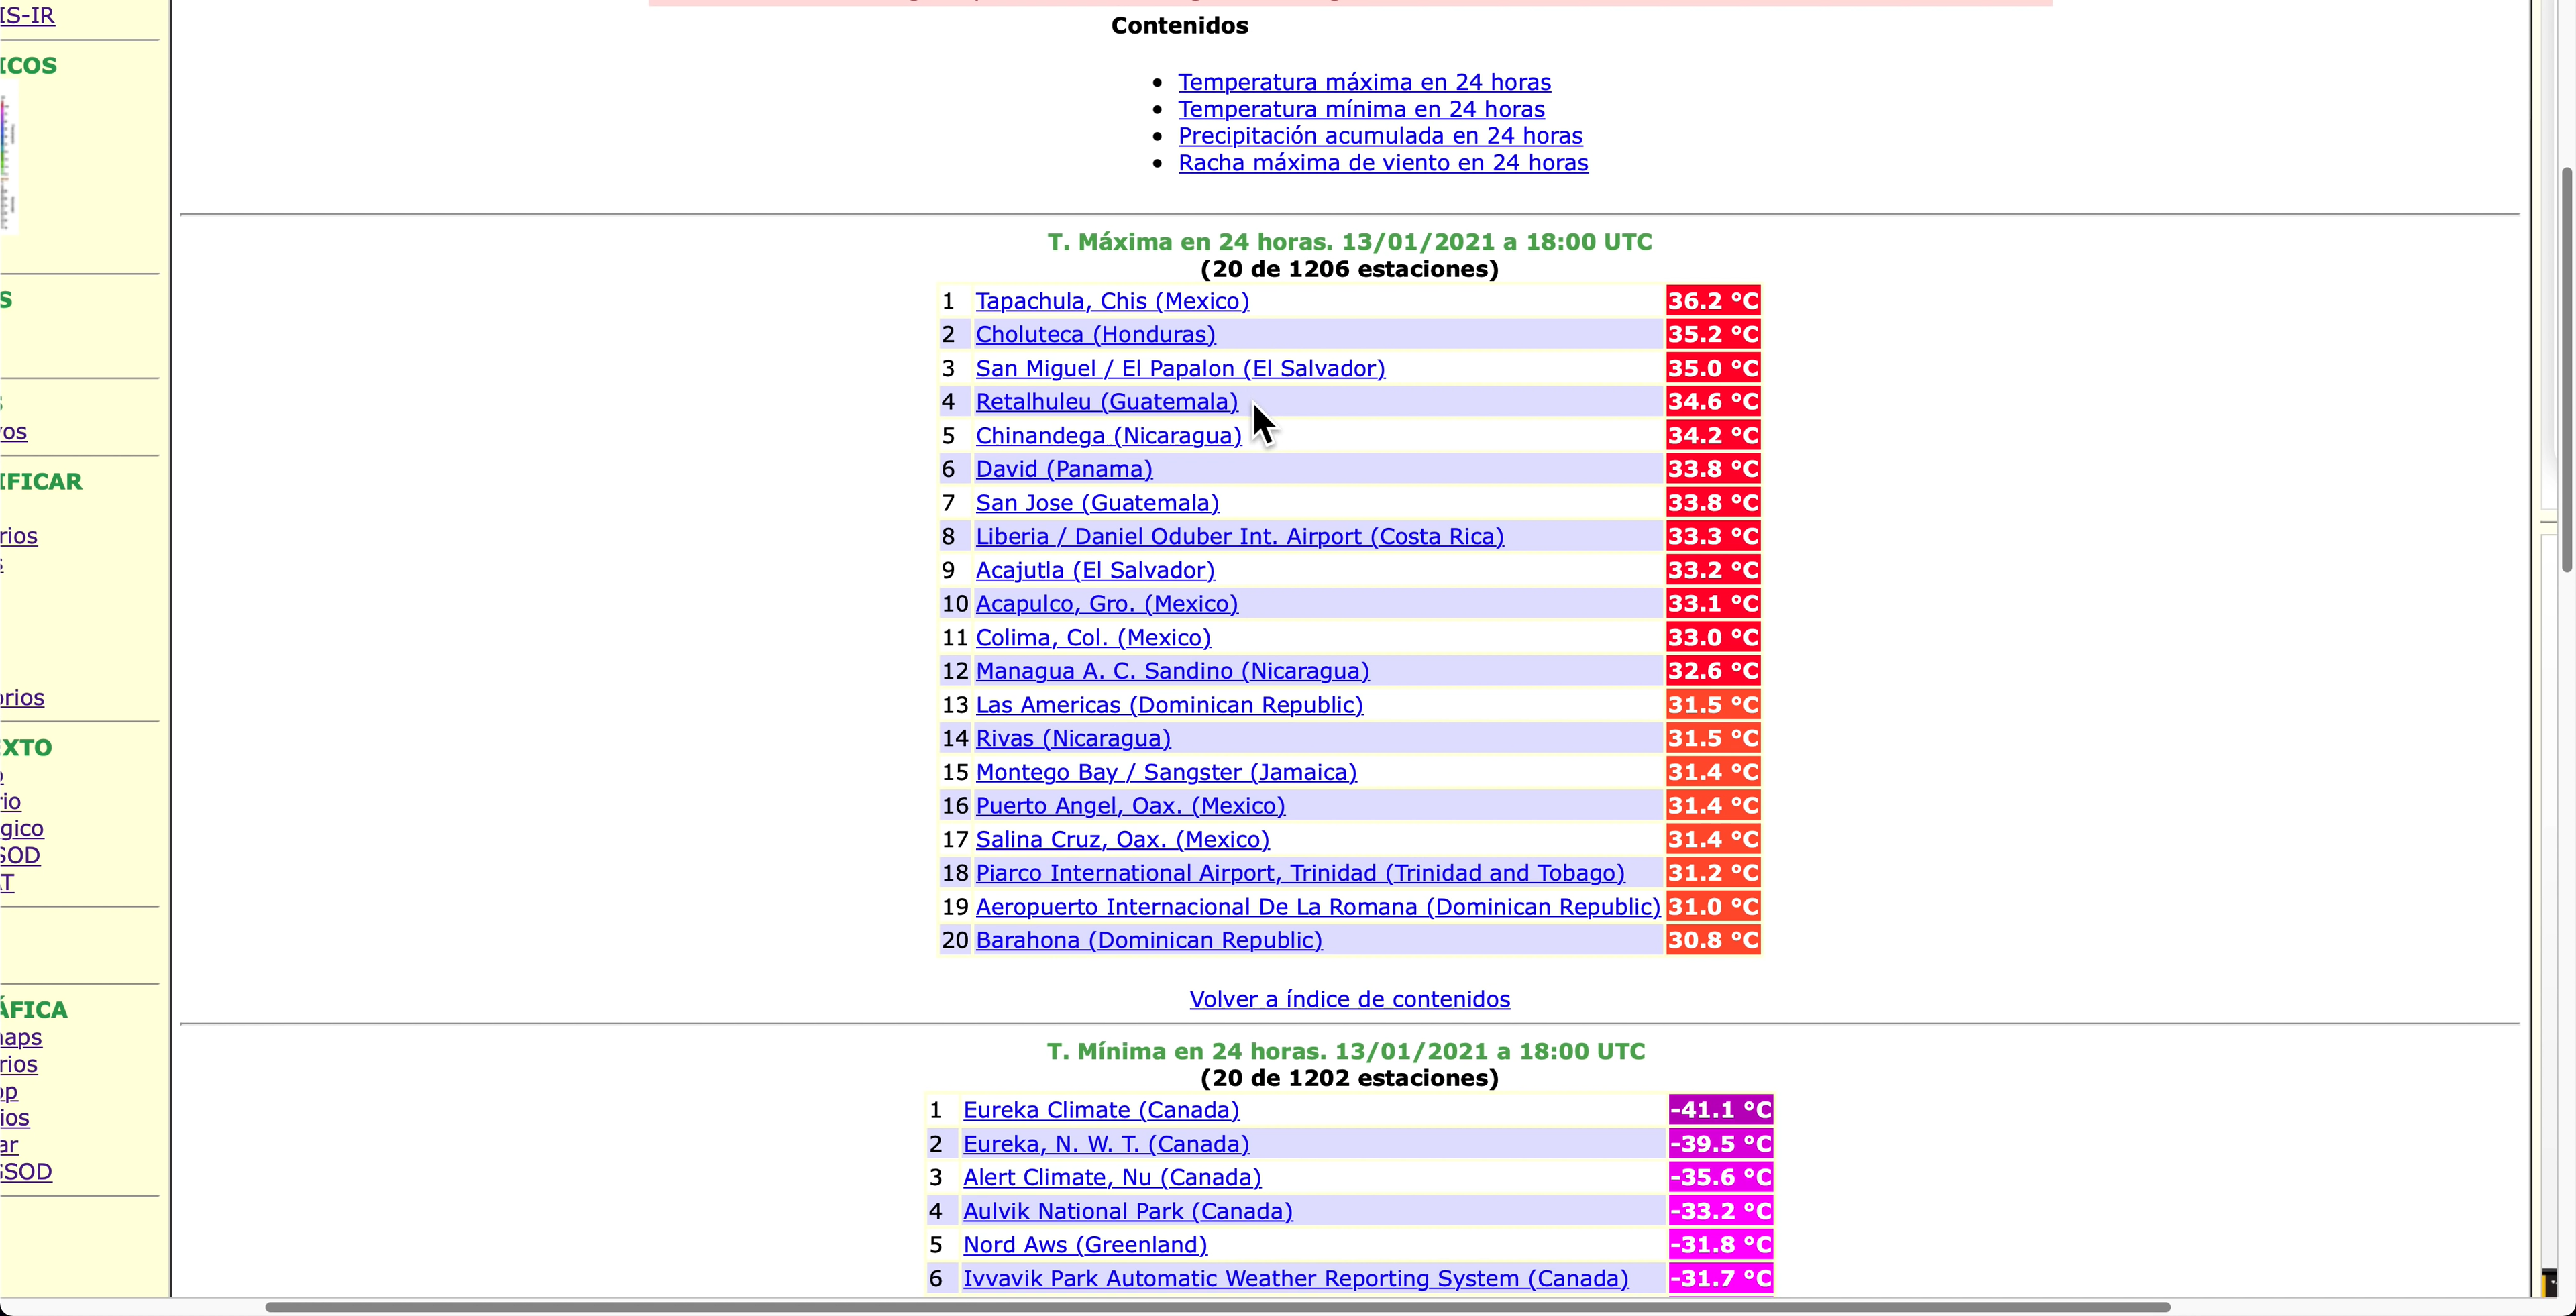 IS-IR
ICOS
S
vos
IFICAR
rios
orios
EXTO
rio
gico
SOD
AT
ÁFICA
naps
rios
op
ios
ar
GSOD
Contenidos
Temperatura máxima en 24 horas
Temperatura mínima en 24 horas
Precipitación acumulada en 24 horas
Racha máxima de viento en 24 horas
T. Máxima en 24 horas. 13/01/2021 a 18:00 UTC
(20 de 1206 estaciones)
1 Tapachula, Chis (Mexico) 36.2 °C
2 Choluteca (Honduras) 35.2 °C
3 San Miguel / El Papalon (El Salvador) 35.0 °C
4 Retalhuleu (Guatemala) 34.6 °C
5 Chinandega (Nicaragua) 34.2 °C
6 David (Panama) 33.8 °C
7 San Jose (Guatemala) 33.8 °C
8 Liberia / Daniel Oduber Int. Airport (Costa Rica) 33.3 °C
9 Acajutla (El Salvador) 33.2 °C
10 Acapulco, Gro. (Mexico) 33.1 °C
11 Colima, Col. (Mexico) 33.0 °C
12 Managua A. C. Sandino (Nicaragua) 32.6 °C
13 Las Americas (Dominican Republic) 31.5 °C
14 Rivas (Nicaragua) 31.5 °C
15 Montego Bay / Sangster (Jamaica) 31.4 °C
16 Puerto Angel, Oax. (Mexico) 31.4 °C
17 Salina Cruz, Oax. (Mexico) 31.4 °C
18 Piarco International Airport, Trinidad (Trinidad and Tobago) 31.2 °C
19 Aeropuerto Internacional De La Romana (Dominican Republic) 31.0 °C
20 Barahona (Dominican Republic) 30.8 °C
Volver a índice de contenidos
T. Mínima en 24 horas. 13/01/2021 a 18:00 UTC
(20 de 1202 estaciones)
1 Eureka Climate (Canada) -41.1 °C
2 Eureka, N. W. T. (Canada) -39.5 °C
3 Alert Climate, Nu (Canada) -35.6 °C
4 Aulvik National Park (Canada) -33.2 °C
5 Nord Aws (Greenland) -31.8 °C
6 Ivvavik Park Automatic Weather Reporting System (Canada) -31.7 °C